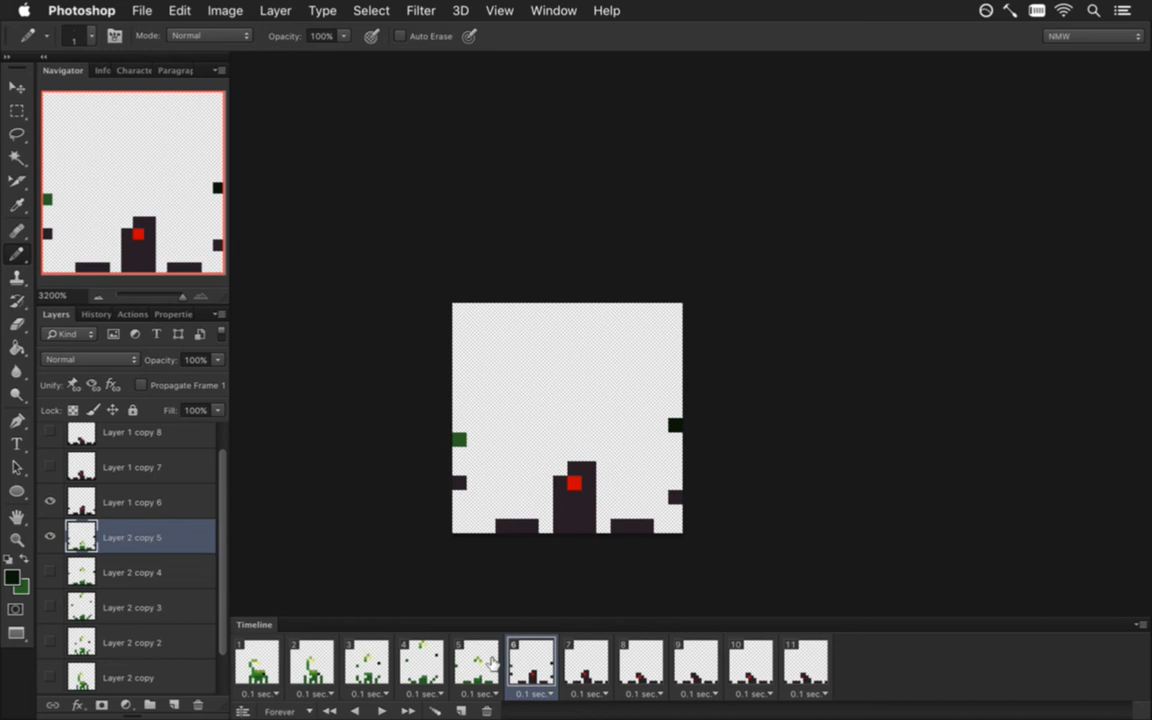 Photoshop File Edit Image Layer Type Select Filter 3D View Window Help
1 Mode: Normal Opacity: 100% Auto Erase NMW
Navigator Info Characte Paragrap
3200%
Layers History Actions Propertie
Kind
Normal Opacity: 100%
Unify: Propagate Frame 1
Lock: Fill: 100%
Layer 1 copy 8
Layer 1 copy 7
Layer 1 copy 6
Layer 2 copy 5
Layer 2 copy 4
Layer 2 copy 3
Layer 2 copy 2
Layer 2 copy
Timeline
1 2 3 4 5 6 7 8 9 10 11
0.1 sec. 0.1 sec. 0.1 sec. 0.1 sec. 0.1 sec. 0.1 sec. 0.1 sec. 0.1 sec. 0.1 sec. 0.1 sec. 0.1 sec.
Forever